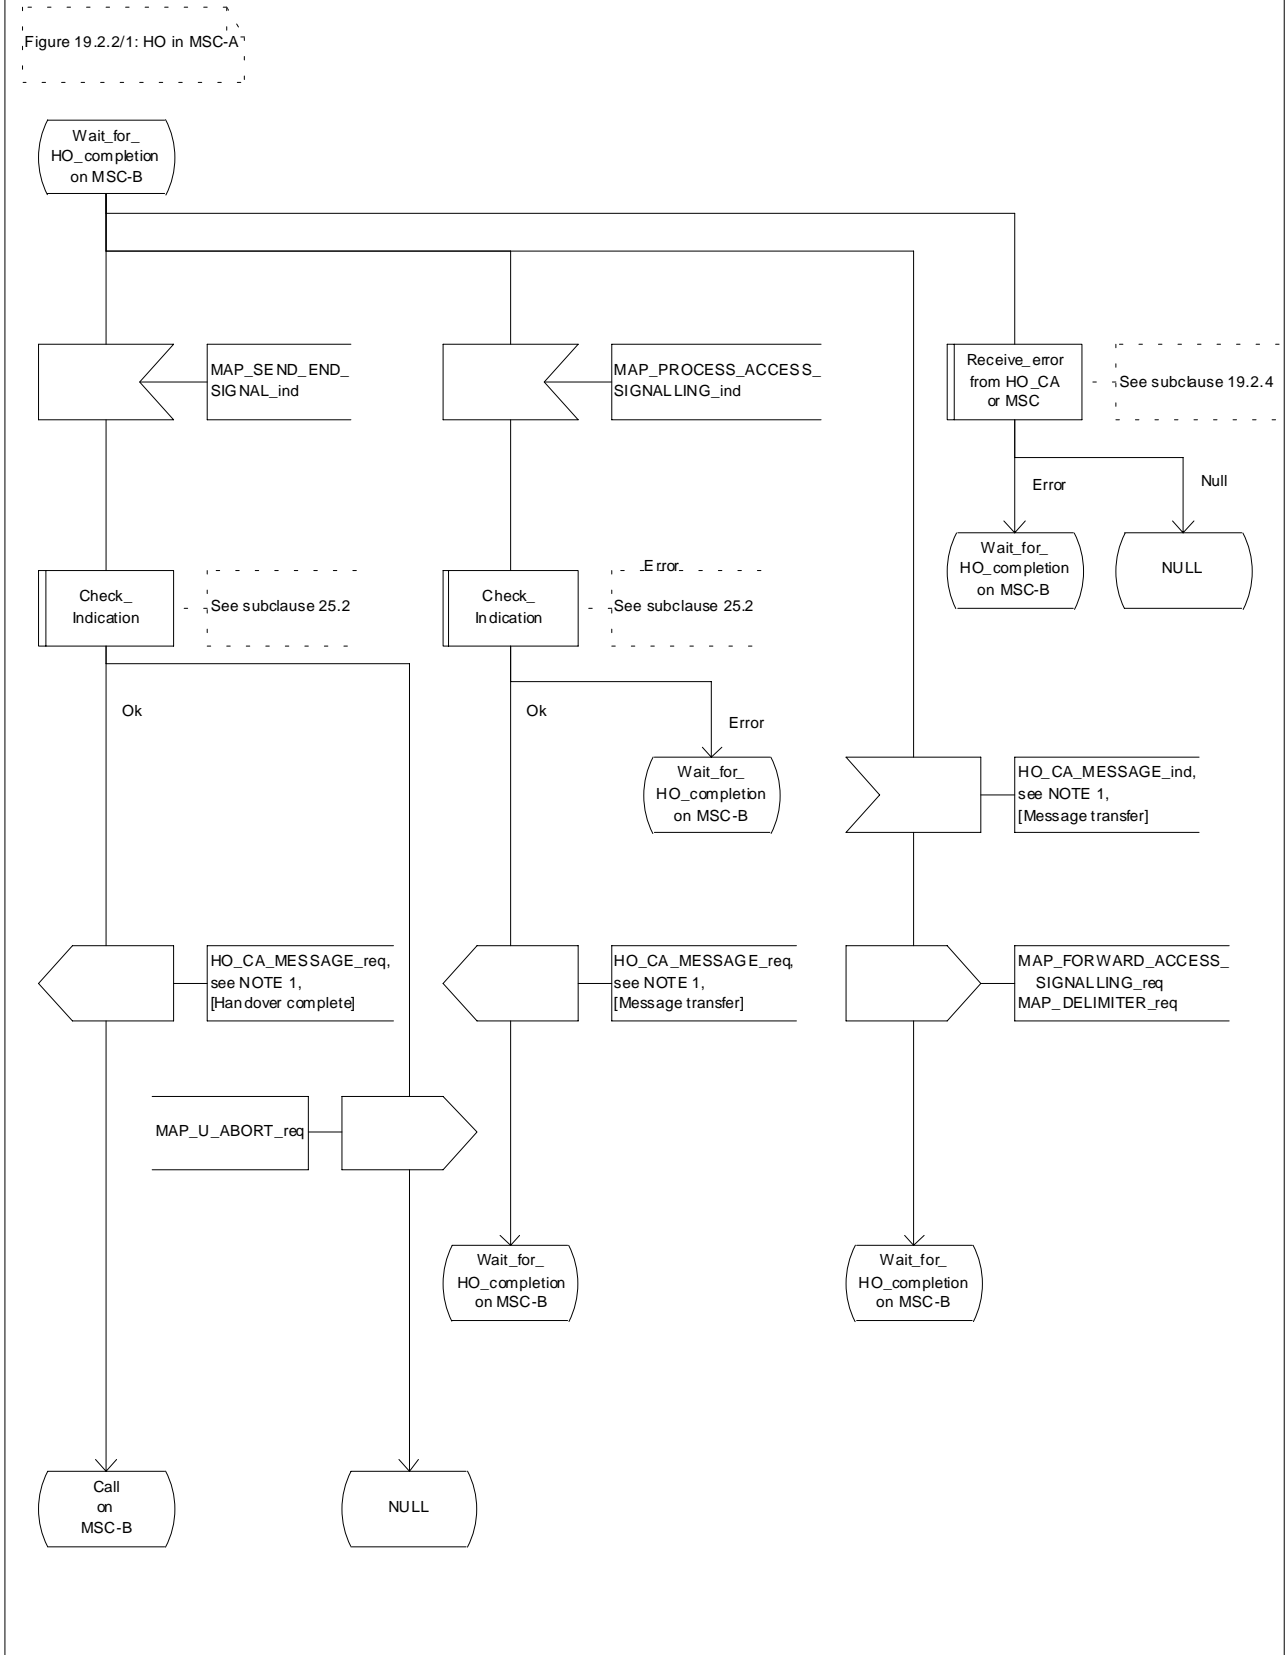 Figure 19.2.2/1: HO in MSC-A
Wait_for_
HO_completion
on MSC-B
MAP_SEND_END_
SIGNAL_ind
MAP_PROCESS_ACCESS_
SIGNALLING_ind
Receive_error
from HO_CA
or MSC
See subclause 19.2.4
Error
Null
Wait_for_
HO_completion
on MSC-B
NULL
Check_
Indication
See subclause 25.2
Error
Check_
Indication
See subclause 25.2
Ok
Ok
Error
Wait_for_
HO_completion
on MSC-B
HO_CA_MESSAGE_ind,
see NOTE 1,
[Message transfer]
HO_CA_MESSAGE_req,
see NOTE 1,
[Handover complete]
HO_CA_MESSAGE_req,
see NOTE 1,
[Message transfer]
MAP_FORWARD_ACCESS_
SIGNALLING_req
MAP_DELIMITER_req
MAP_U_ABORT_req
Wait_for_
HO_completion
on MSC-B
Wait_for_
HO_completion
on MSC-B
Call
on
MSC-B
NULL